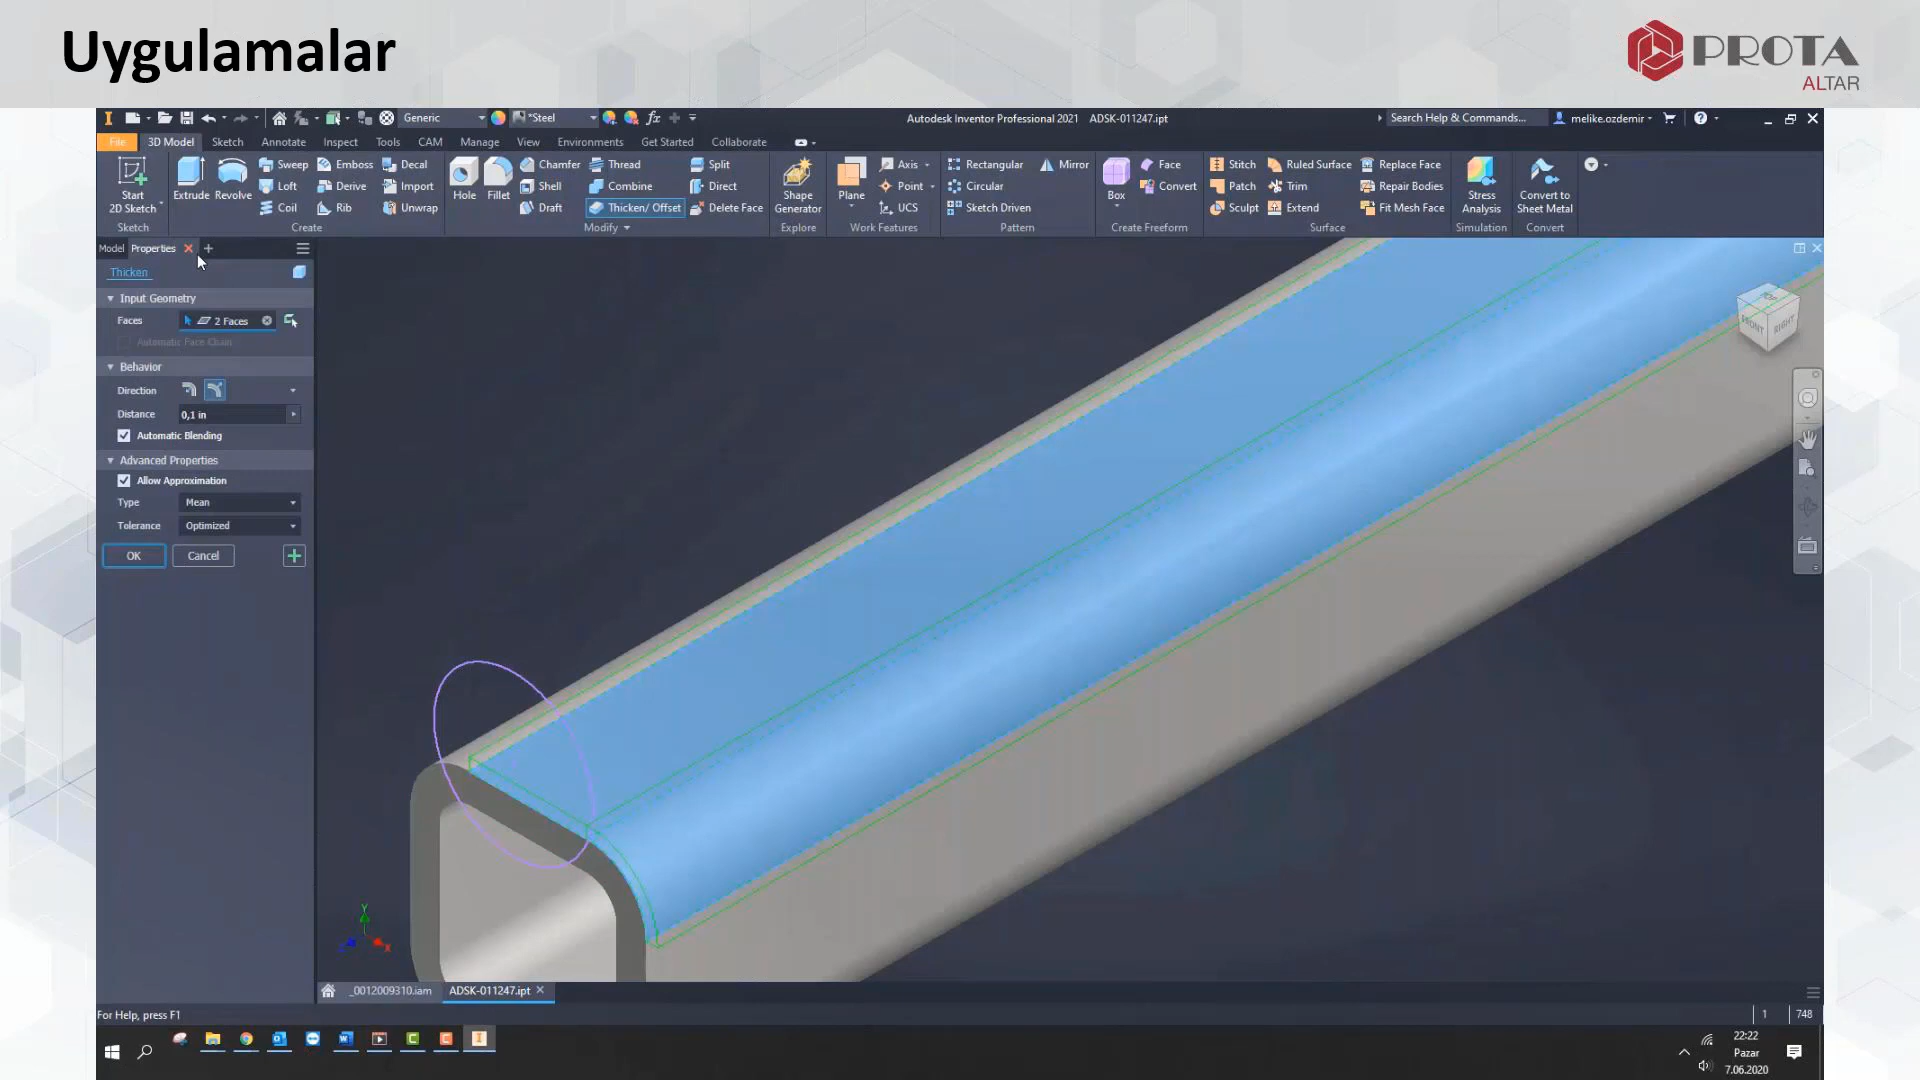 Uygulamalar
PROTA
ALTAR
Generic
*Steel
Autodesk Inventor Professional 2021 ADSK-011247.ipt
Search Help & Commands...
melike.ozdemir
File 3D Model Sketch Annotate Inspect Tools CAM Manage View Environments Get Started Collaborate
Start
2D Sketch
Extrude
Revolve
Sweep
Loft
Coil
Emboss
Derive
Rib
Decal
Import
Unwrap
Hole
Fillet
Chamfer
Shell
Draft
Thread
Combine
Thicken/ Offset
Split
Direct
Delete Face
Shape
Generator
Plane
Axis
Point
UCS
Rectangular
Circular
Sketch Driven
Mirror
Box
Face
Convert
Stitch
Patch
Sculpt
Ruled Surface
Trim
Extend
Replace Face
Repair Bodies
Fit Mesh Face
Stress
Analysis
Convert to
Sheet Metal
Sketch Create Modify Explore Work Features Pattern Create Freeform Surface Simulation Convert
Model Properties
Thicken
Input Geometry
Faces 2 Faces
Automatic Face Chain
Behavior
Direction
Distance 0,1 in
Automatic Blending
Advanced Properties
Allow Approximation
Type Mean
Tolerance Optimized
OK Cancel
TOP
FRONT RIGHT
Y
X
_0012009310.iam ADSK-011247.ipt
For Help, press F1
1 748
22:22
Pazar
7.06.2020